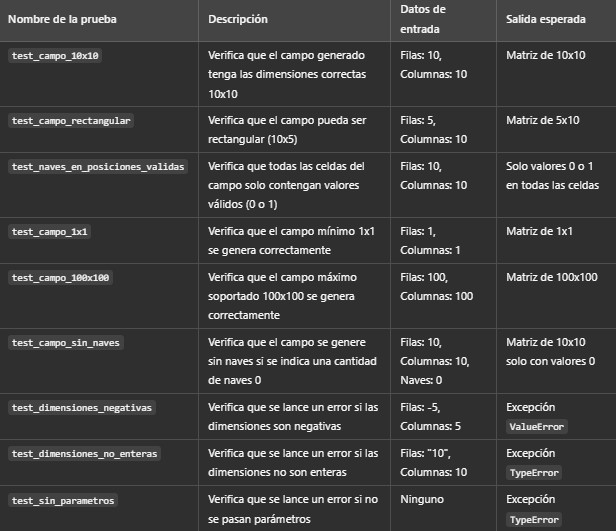 Nombre de la prueba
Descripción
Datos de
entrada
Salida esperada
test_campo_10x10
Verifica que el campo generado
tenga las dimensiones correctas
10x10
Filas: 10,
Columnas: 10
Matriz de 10x10
test_campo_rectangular
Verifica que el campo pueda ser
rectangular (10x5)
Filas: 5,
Columnas: 10
Matriz de 5x10
test_naves_en_posiciones_validas
Verifica que todas las celdas del
campo solo contengan valores
válidos (0 o 1)
Filas: 10,
Columnas: 10
Solo valores 0 o 1
en todas las celdas
test_campo_1x1
Verifica que el campo mínimo 1x1
se genera correctamente
Filas: 1,
Columnas: 1
Matriz de 1x1
test_campo_100x100
Verifica que el campo máximo
soportado 100x100 se genera
correctamente
Filas: 100,
Columnas: 100
Matriz de 100x100
test_campo_sin_naves
Verifica que el campo se genere
sin naves si se indica una cantidad
de naves 0
Filas: 10,
Columnas: 10,
Naves: 0
Matriz de 10x10
solo con valores 0
test_dimensiones_negativas
Verifica que se lance un error si las
dimensiones son negativas
Filas: -5,
Columnas: 5
Excepción
ValueError
test_dimensiones_no_enteras
Verifica que se lance un error si las
dimensiones no son enteras
Filas: "10",
Columnas: 10
Excepción
TypeError
test_sin_parametros
Verifica que se lance un error si no
se pasan parámetros
Ninguno
Excepción
TypeError